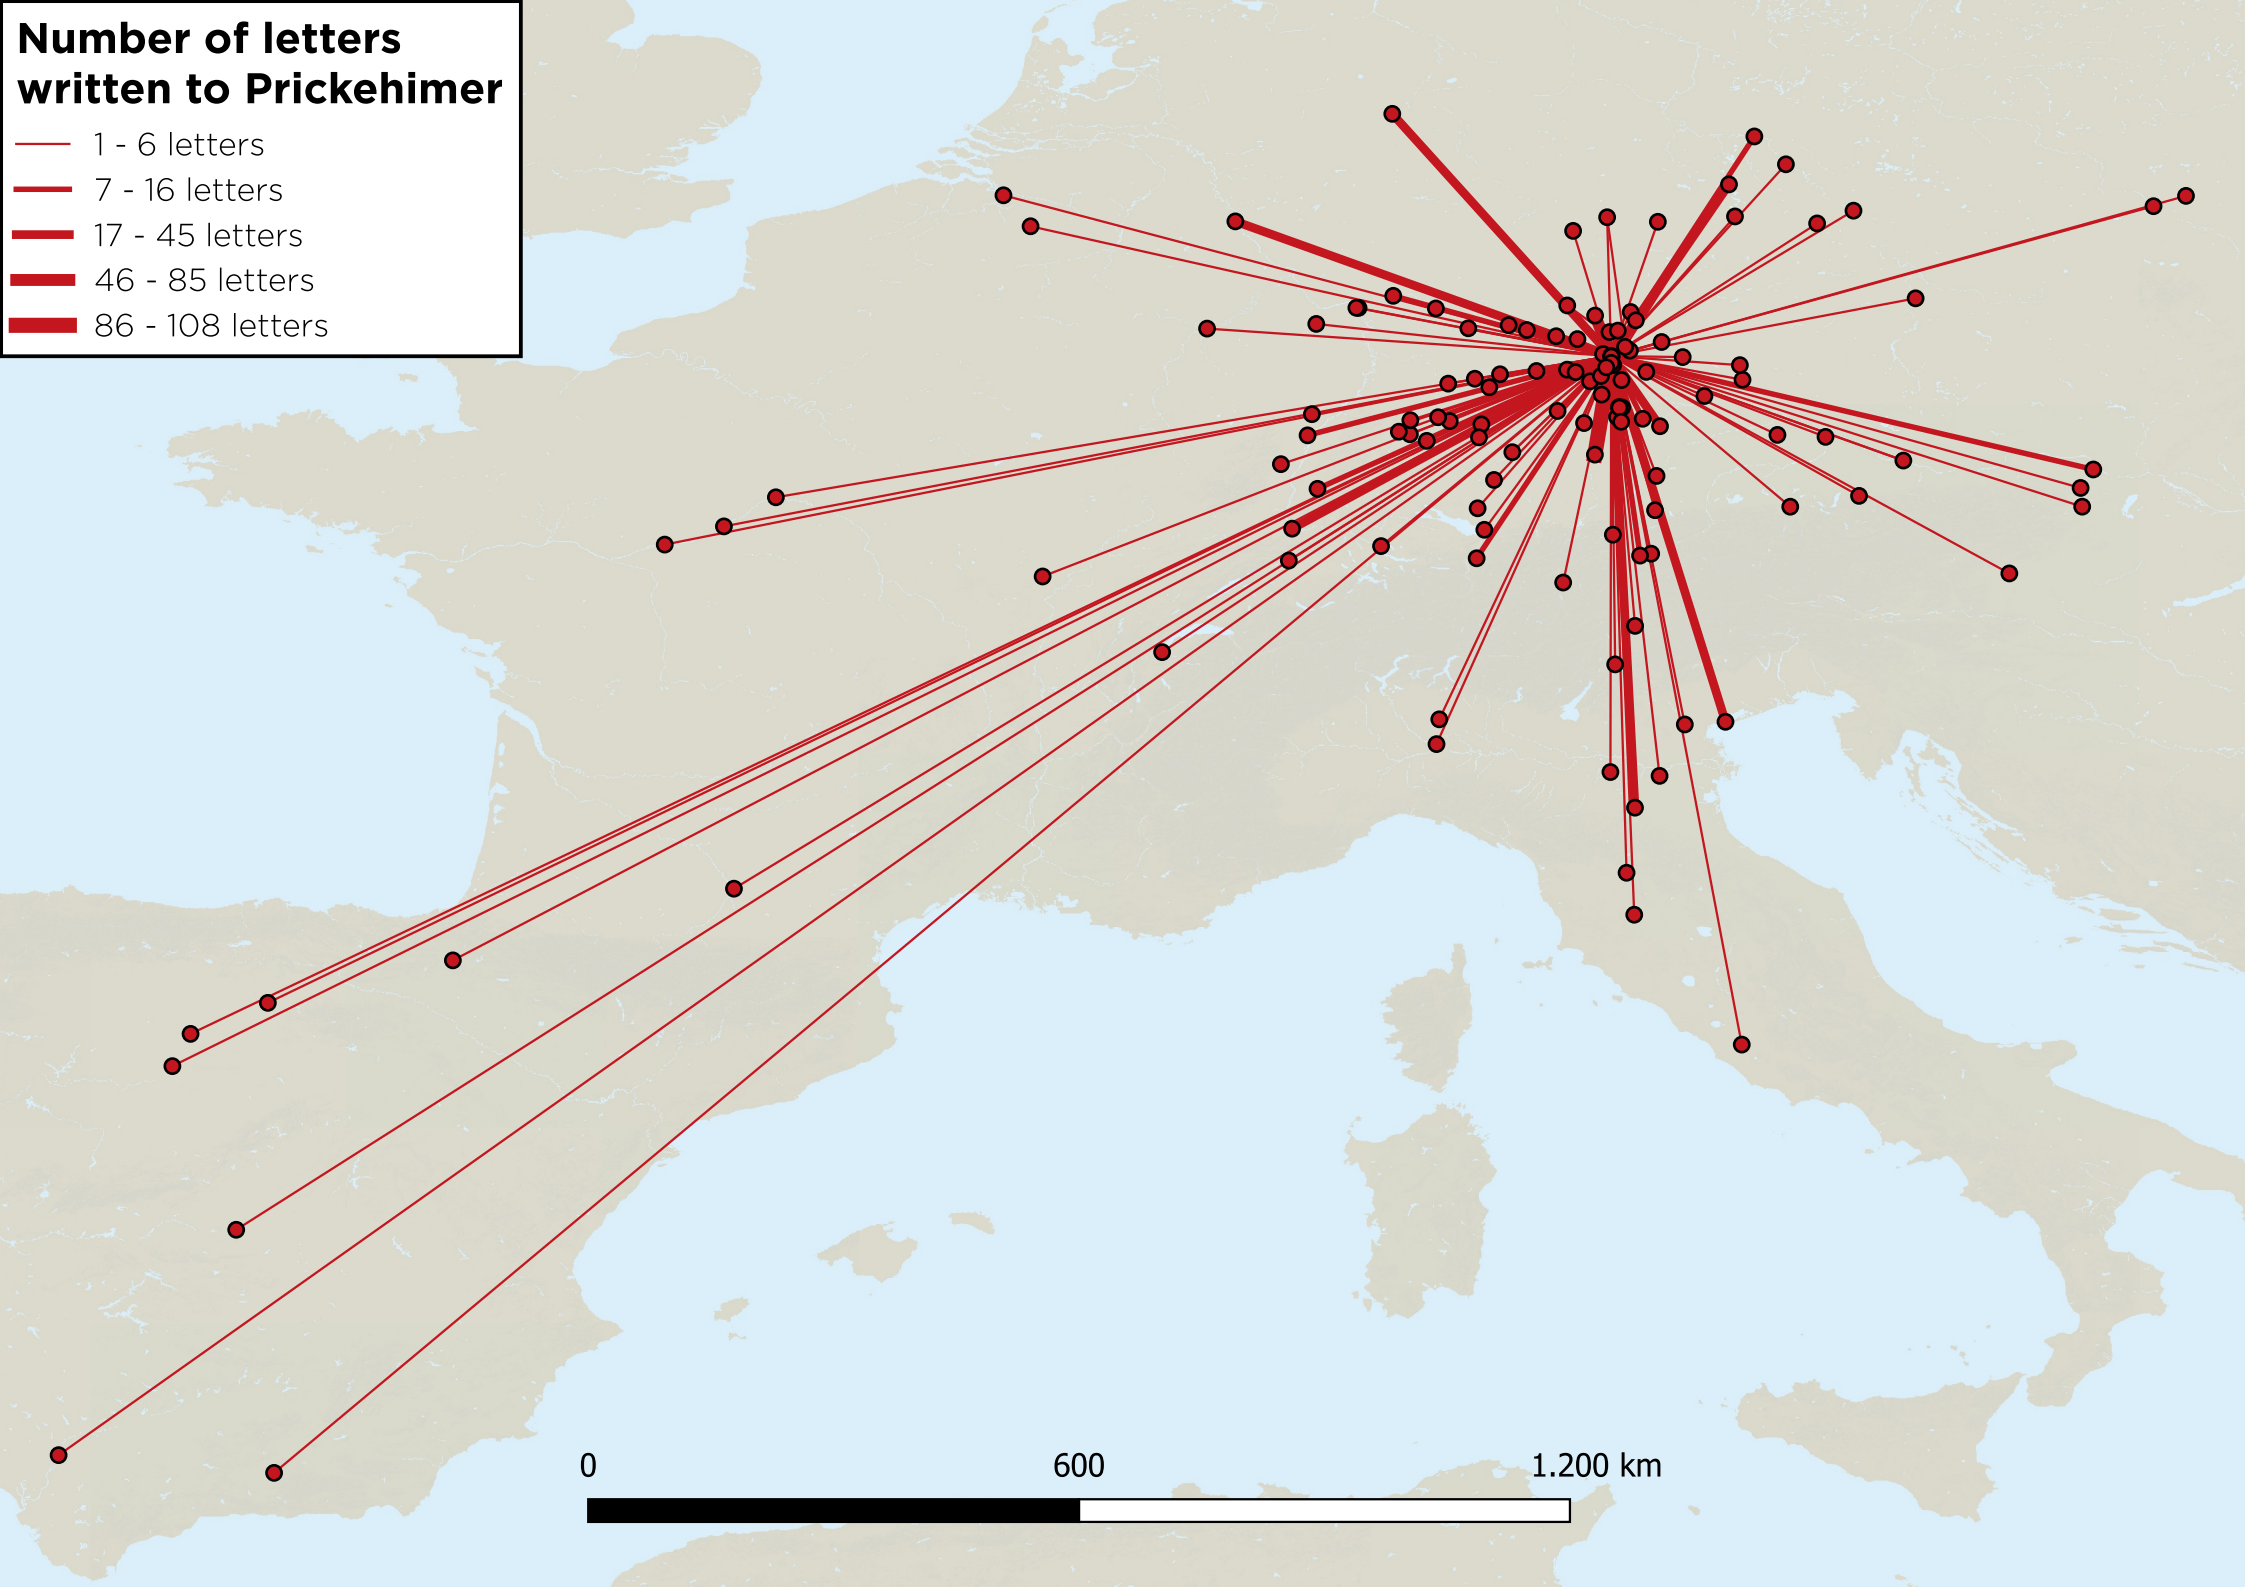 Number of letters
written to Prickehimer
1 - 6 letters
7 - 16 letters
17 - 45 letters
46 - 85 letters
86 - 108 letters
0 600 1.200 km